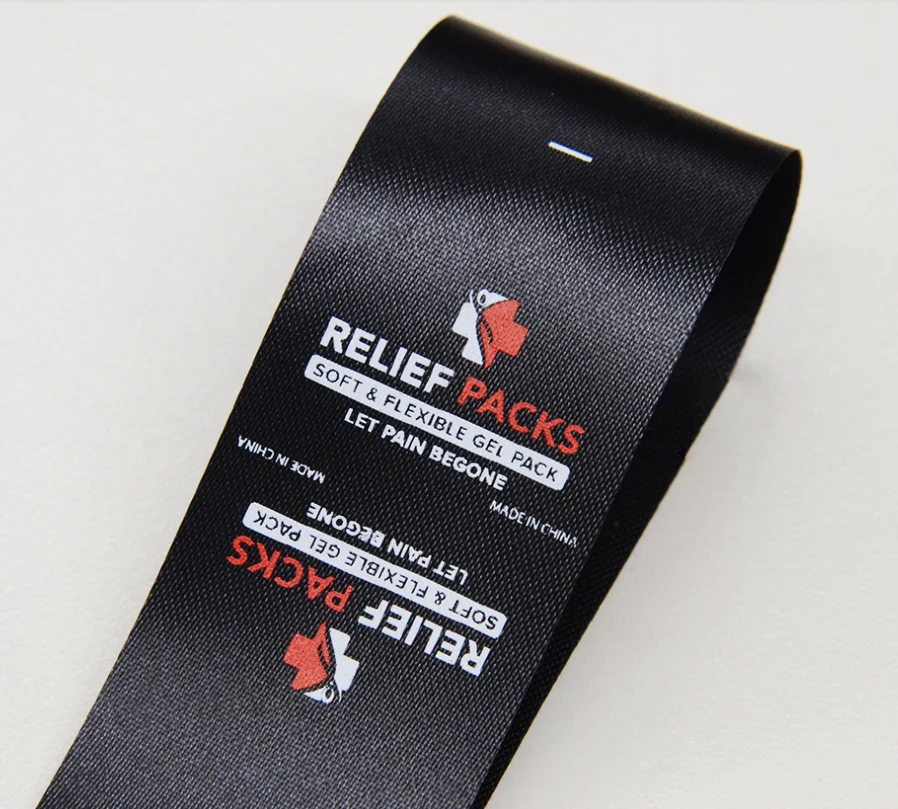 RELIEF PACKS
SOFT & FLEXIBLE GEL PACK
LET PAIN BEGONE
MADE IN CHINA
MADE IN CHINA
LET PAIN BEGONE
SOFT & FLEXIBLE GEL PACK
RELIEF PACKS